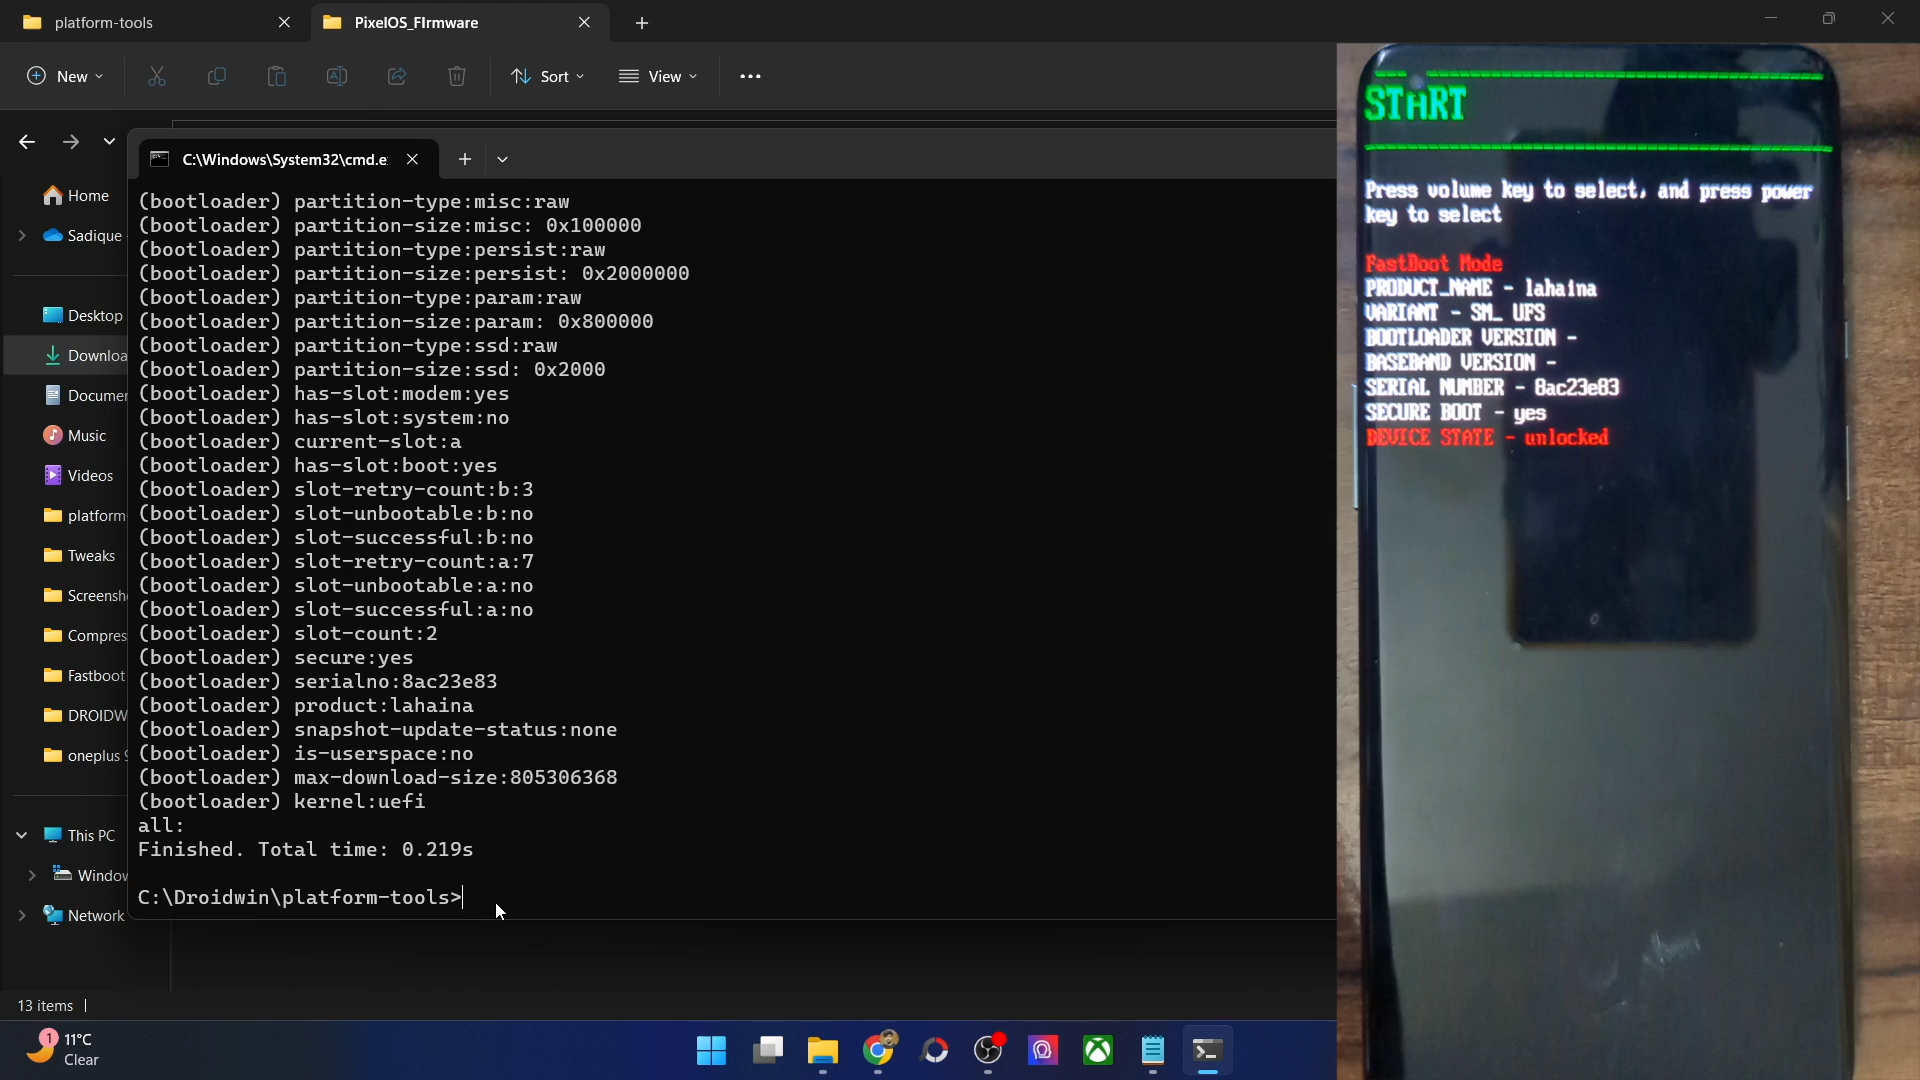 platform-tools
PixelOS_FIrmware
New
Sort
View
C:\Windows\System32\cmd.e
Home
Sadique
Desktop
Downloa
Documer
Music
Videos
platform-
Tweaks
Screensh
Compres
Fastboot
DROIDW
oneplus 9
This PC
Window
Network
(bootloader) partition-type:misc:raw
(bootloader) partition-size:misc: 0x100000
(bootloader) partition-type:persist:raw
(bootloader) partition-size:persist: 0x2000000
(bootloader) partition-type:param:raw
(bootloader) partition-size:param: 0x800000
(bootloader) partition-type:ssd:raw
(bootloader) partition-size:ssd: 0x2000
(bootloader) has-slot:modem:yes
(bootloader) has-slot:system:no
(bootloader) current-slot:a
(bootloader) has-slot:boot:yes
(bootloader) slot-retry-count:b:3
(bootloader) slot-unbootable:b:no
(bootloader) slot-successful:b:no
(bootloader) slot-retry-count:a:7
(bootloader) slot-unbootable:a:no
(bootloader) slot-successful:a:no
(bootloader) slot-count:2
(bootloader) secure:yes
(bootloader) serialno:8ac23e83
(bootloader) product:lahaina
(bootloader) snapshot-update-status:none
(bootloader) is-userspace:no
(bootloader) max-download-size:805306368
(bootloader) kernel:uefi
all:
Finished. Total time: 0.219s
C:\Droidwin\platform-tools>
13 items
1
11°C
Clear
START
Press volume key to select, and press power
key to select
FastBoot Mode
PRODUCT_NAME - lahaina
VARIANT - SM_ UFS
BOOTLOADER VERSION -
BASEBAND VERSION -
SERIAL NUMBER - 8ac23e83
SECURE BOOT - yes
DEVICE STATE - unlocked